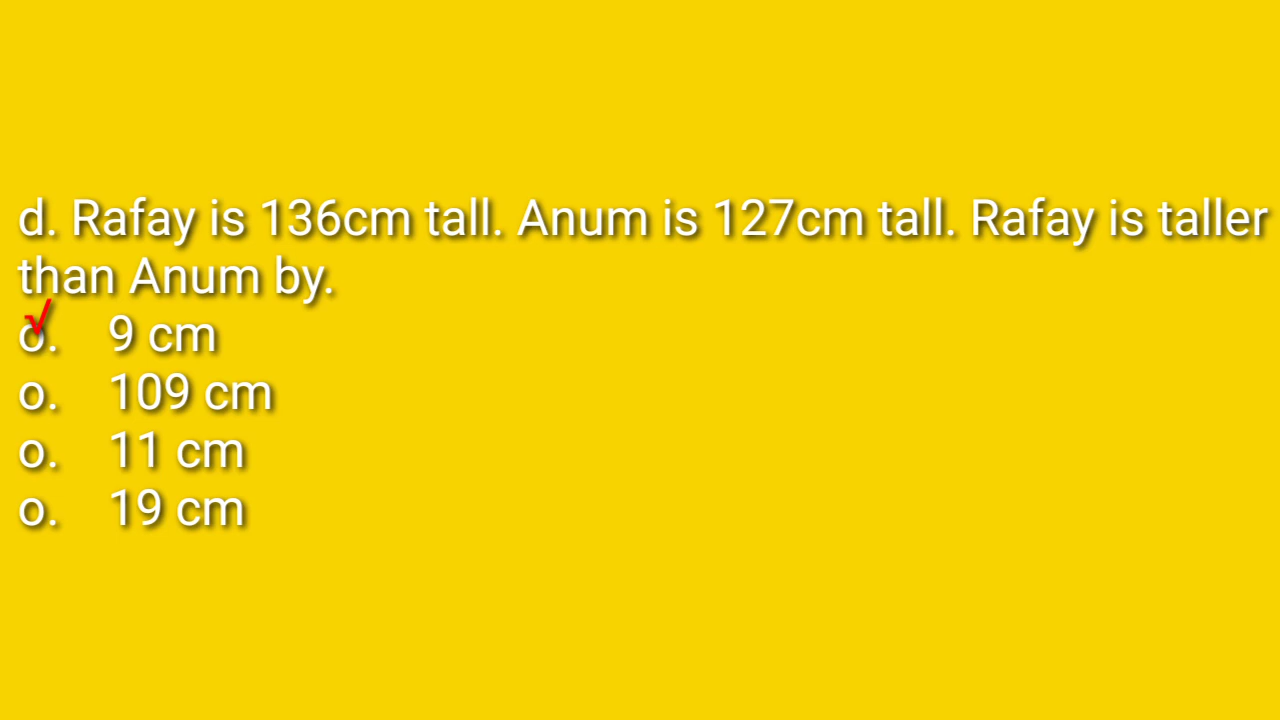 d. Rafay is 136cm tall. Anum is 127cm tall. Rafay is taller
than Anum by.
√
o. 9 cm
o. 109 cm
o. 11 cm
o. 19 cm